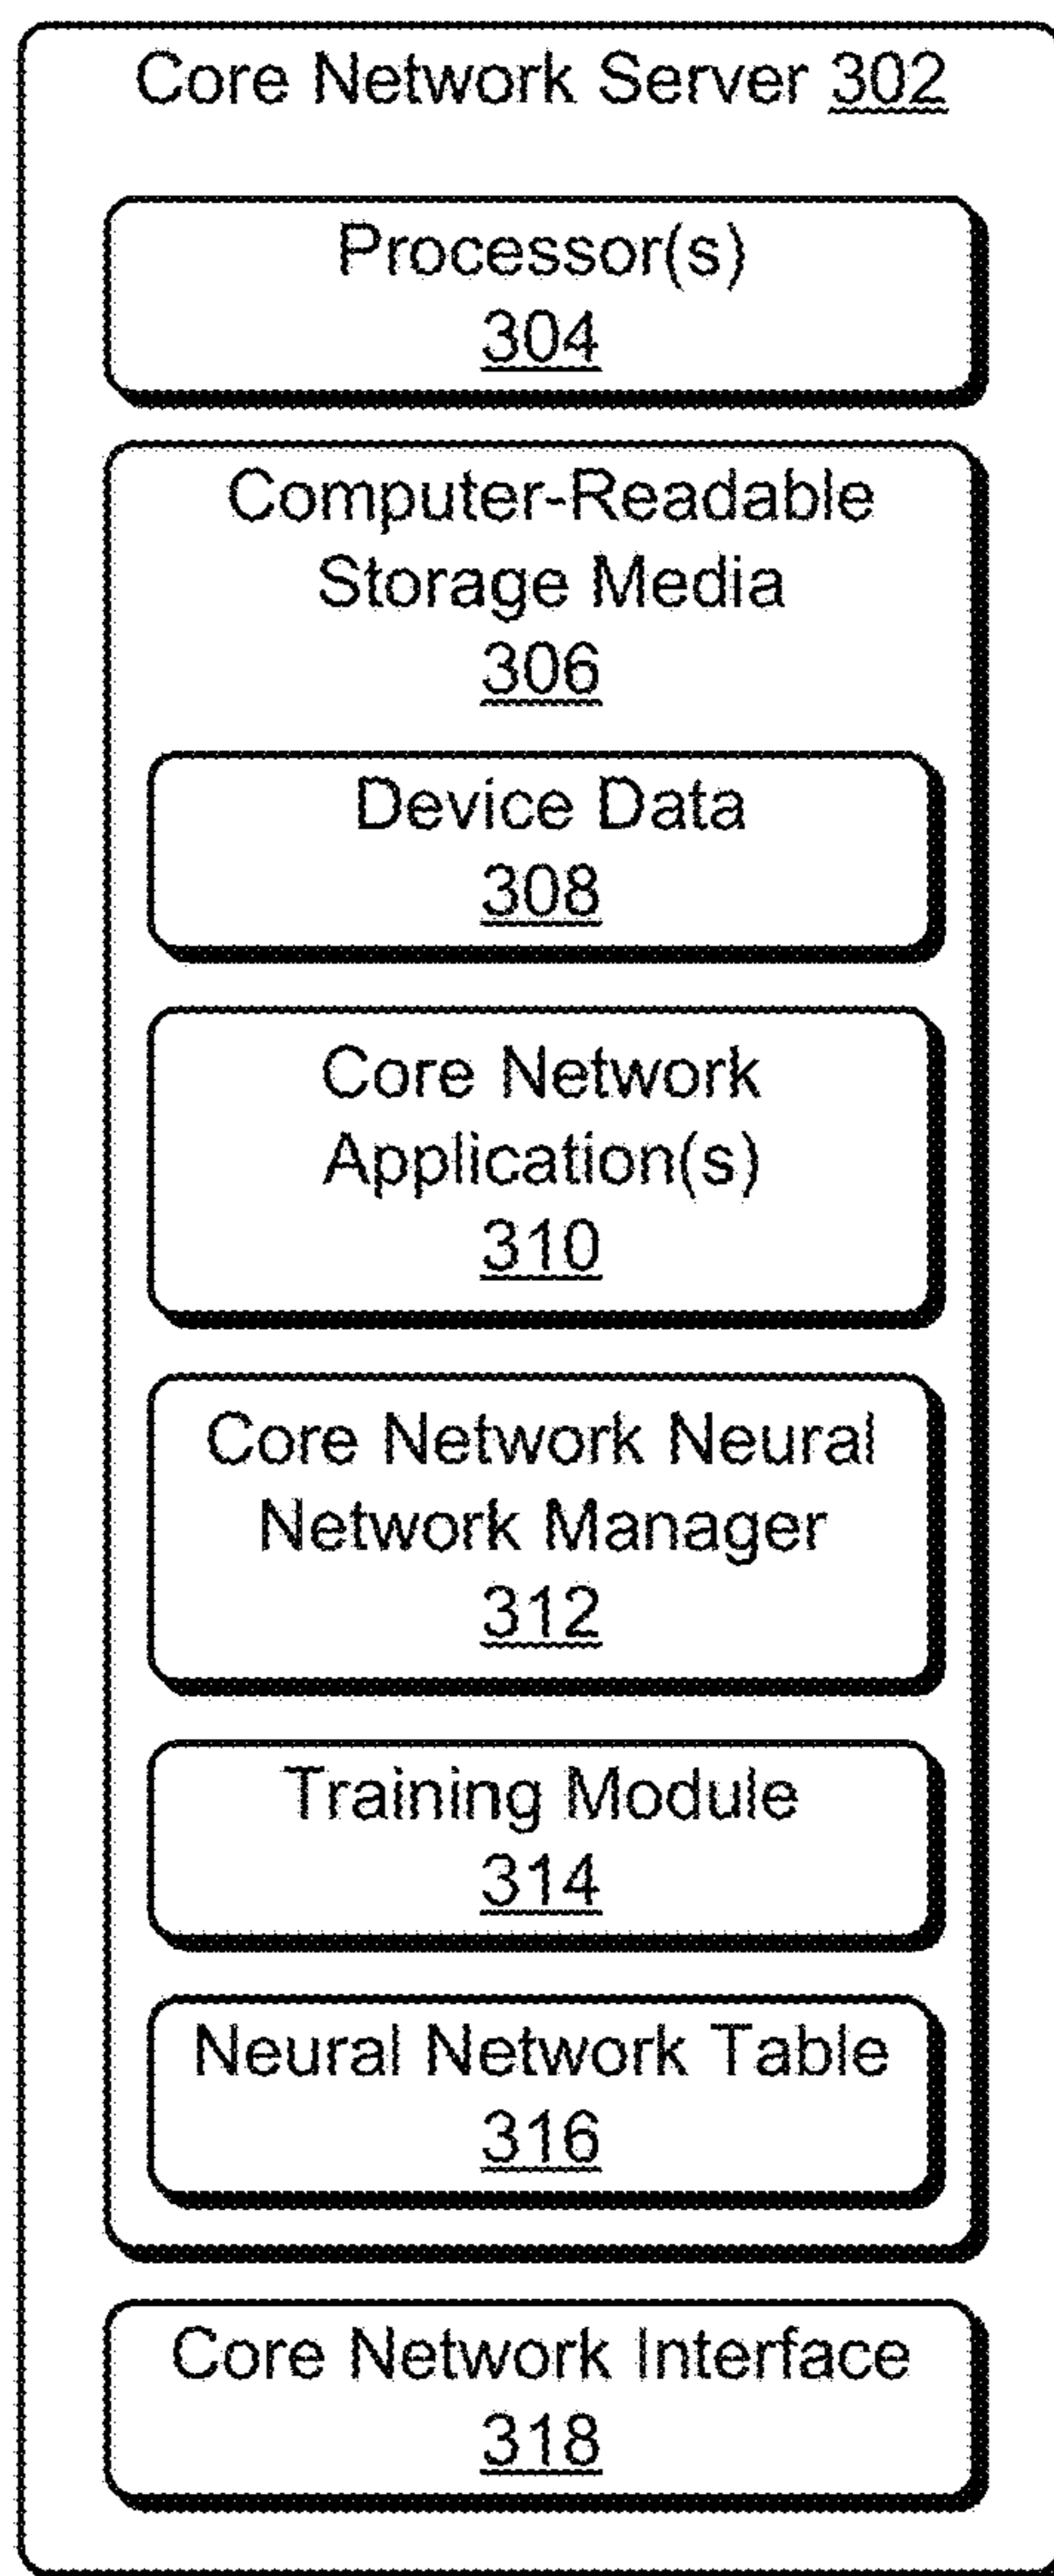 Core Network Server 302
Processor(s)
304
Computer-Readable
Storage Media
306
Device Data
308
Core Network
Application(s)
310
Core Network Neural
Network Manager
312
Training Module
314
Neural Network Table
316
Core Network Interface
318